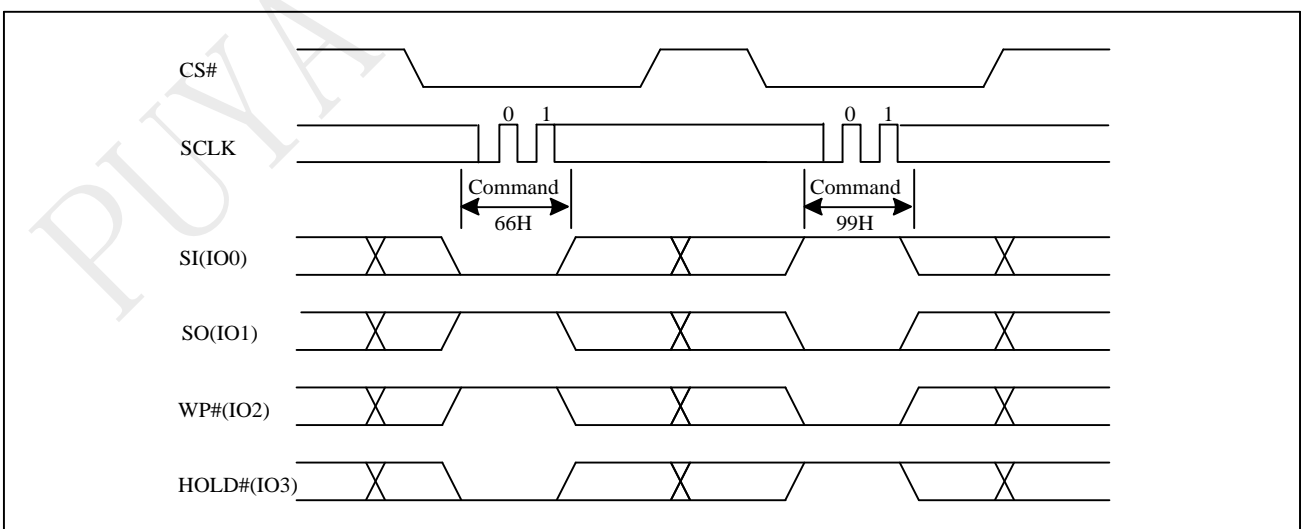 PUYA
CS#
0 1 0 1
SCLK
Command Command
66H 99H
SI(IO0)
SO(IO1)
WP#(IO2)
HOLD#(IO3)